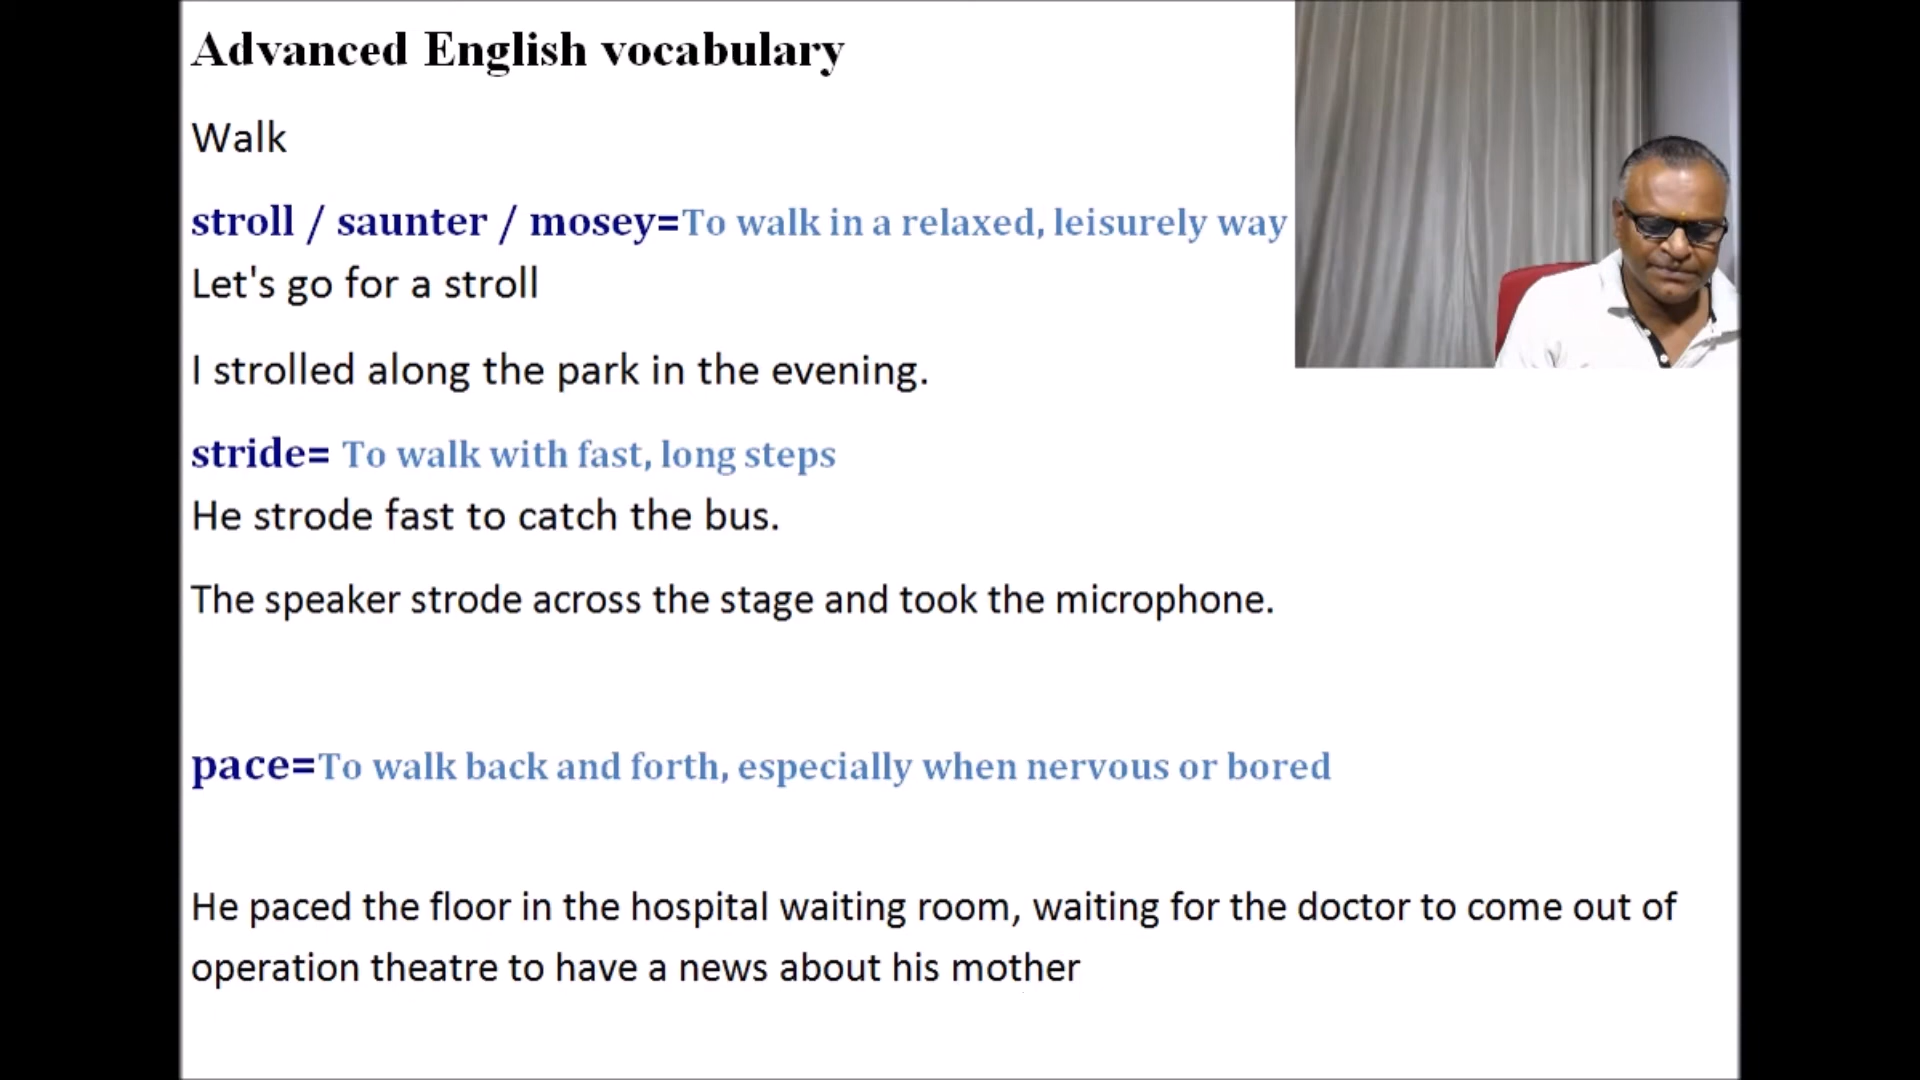 Advanced English vocabulary
Walk
stroll / saunter / mosey=To walk in a relaxed, leisurely way
Let's go for a stroll
I strolled along the park in the evening.
stride= To walk with fast, long steps
He strode fast to catch the bus.
The speaker strode across the stage and took the microphone.
pace=To walk back and forth, especially when nervous or bored
He paced the floor in the hospital waiting room, waiting for the doctor to come out of
operation theatre to have a news about his mother